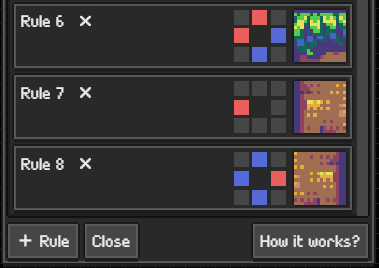 Rule 6 ✕
Rule 7 ✕
Rule 8 ✕
+ Rule Close How it works?